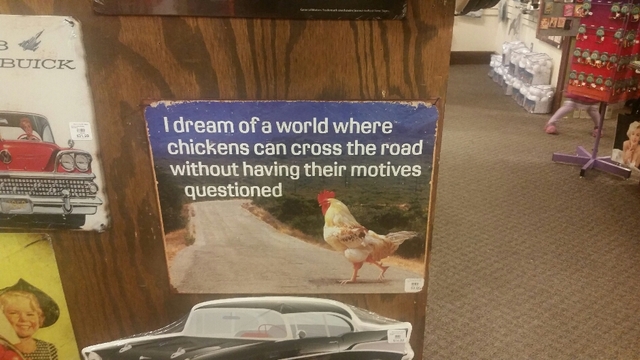 BUICK
I dream of a world where
chickens can cross the road
without having their motives
questioned